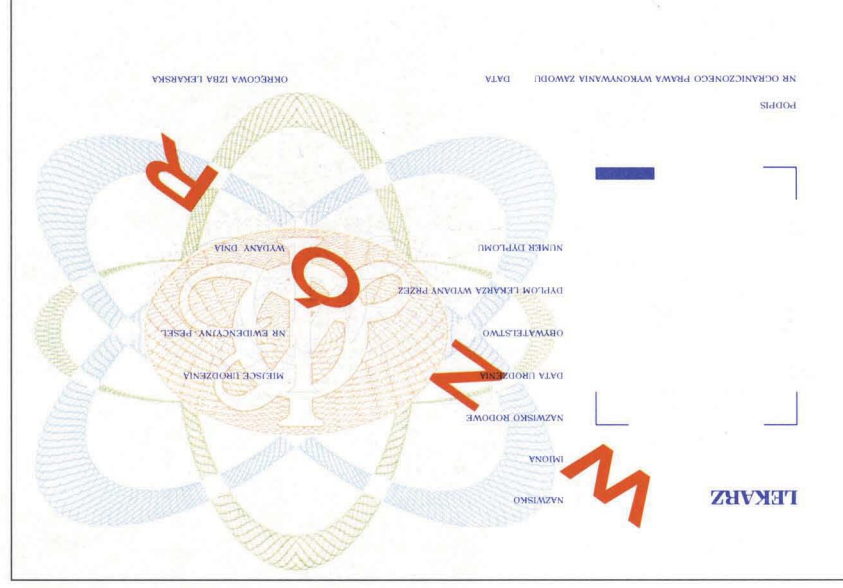 LEKARZ
NAZWISKO
IMIONA
NAZWISKO RODOWE
DATA URODZENIA MIEJSCE URODZENIA
OBYWATELSTWO NR EWIDENCYJNY PESEL
DYPLOM LEKARZA WYDANY PRZEZ
NUMER DYPLOMU WYDANY DNIA
PODPIS
NR OGRANICZONEGO PRAWA WYKONYWANIA ZAWODU DATA OKRĘGOWA IZBA LEKARSKA
WZÓR